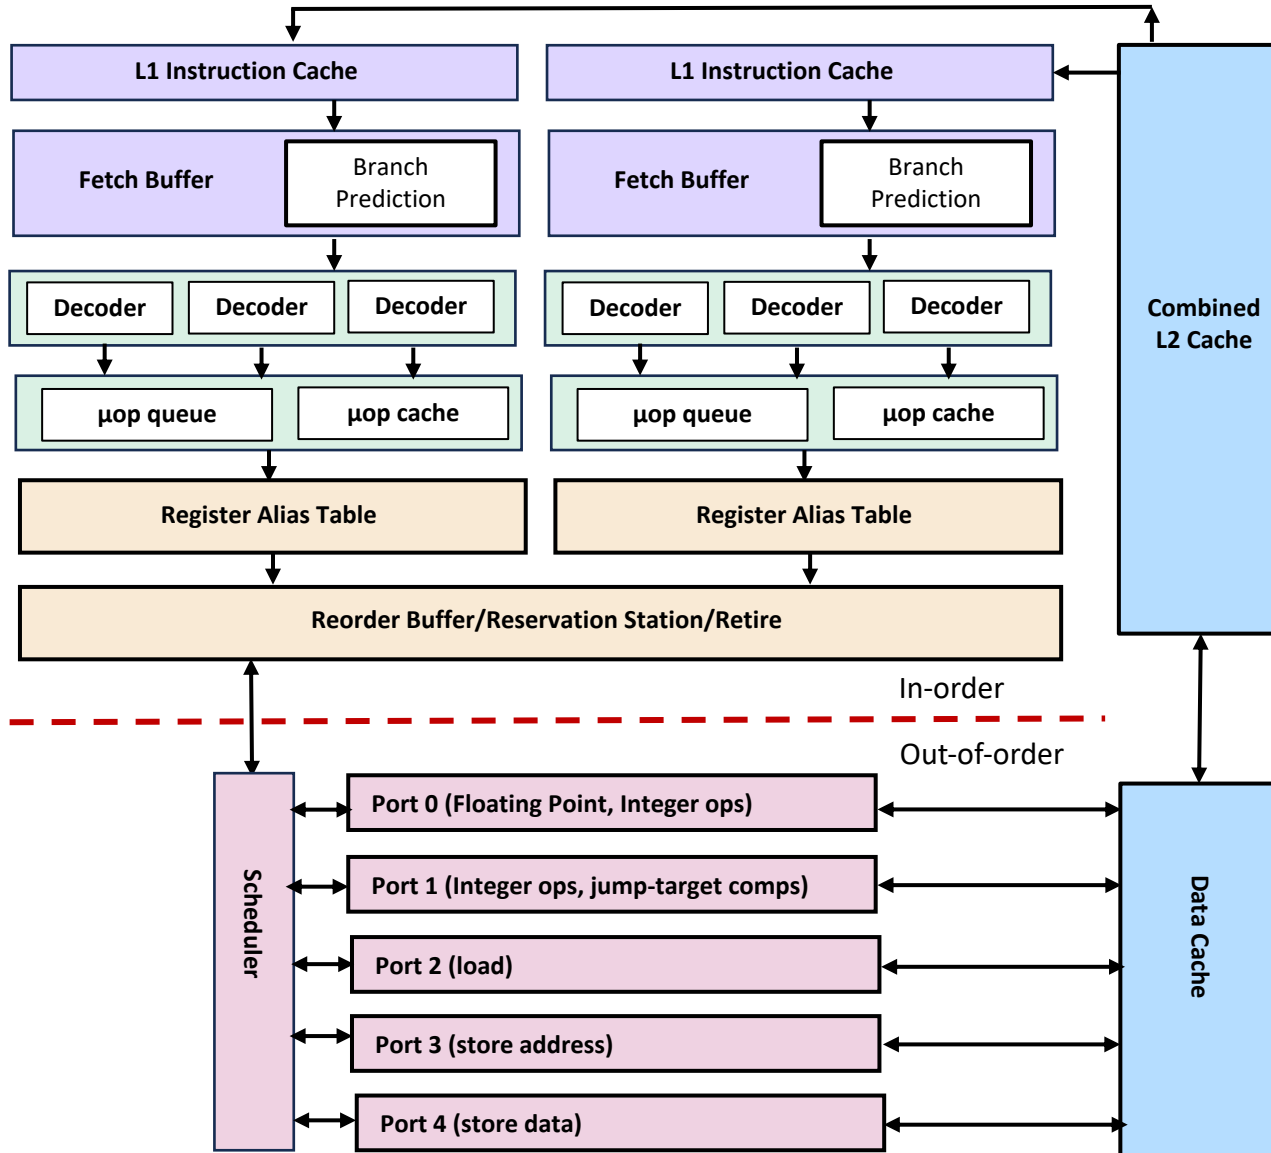 L1 Instruction Cache
L1 Instruction Cache
Fetch Buffer
Branch
Prediction
Fetch Buffer
Branch
Prediction
Decoder
Decoder
Decoder
Decoder
Decoder
Decoder
Combined
L2 Cache
μop queue
μop cache
μop queue
μop cache
Register Alias Table
Register Alias Table
Reorder Buffer/Reservation Station/Retire
In-order
Out-of-order
Scheduler
Port 0 (Floating Point, Integer ops)
Port 1 (Integer ops, jump-target comps)
Port 2 (load)
Port 3 (store address)
Port 4 (store data)
Data Cache